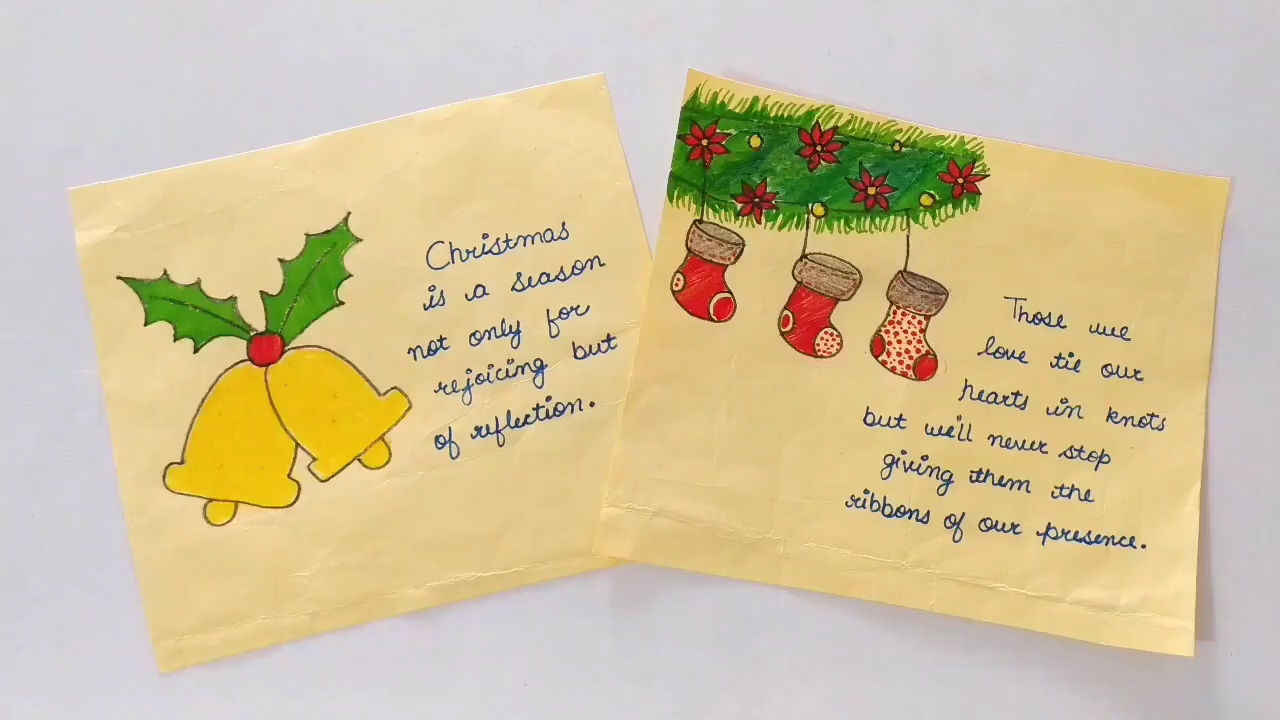 Christmas
is a season
not only for
rejoicing but
of reflection.
Those we
love tie our
hearts in knots
but we'll never stop
giving them the
ribbons of our presence.